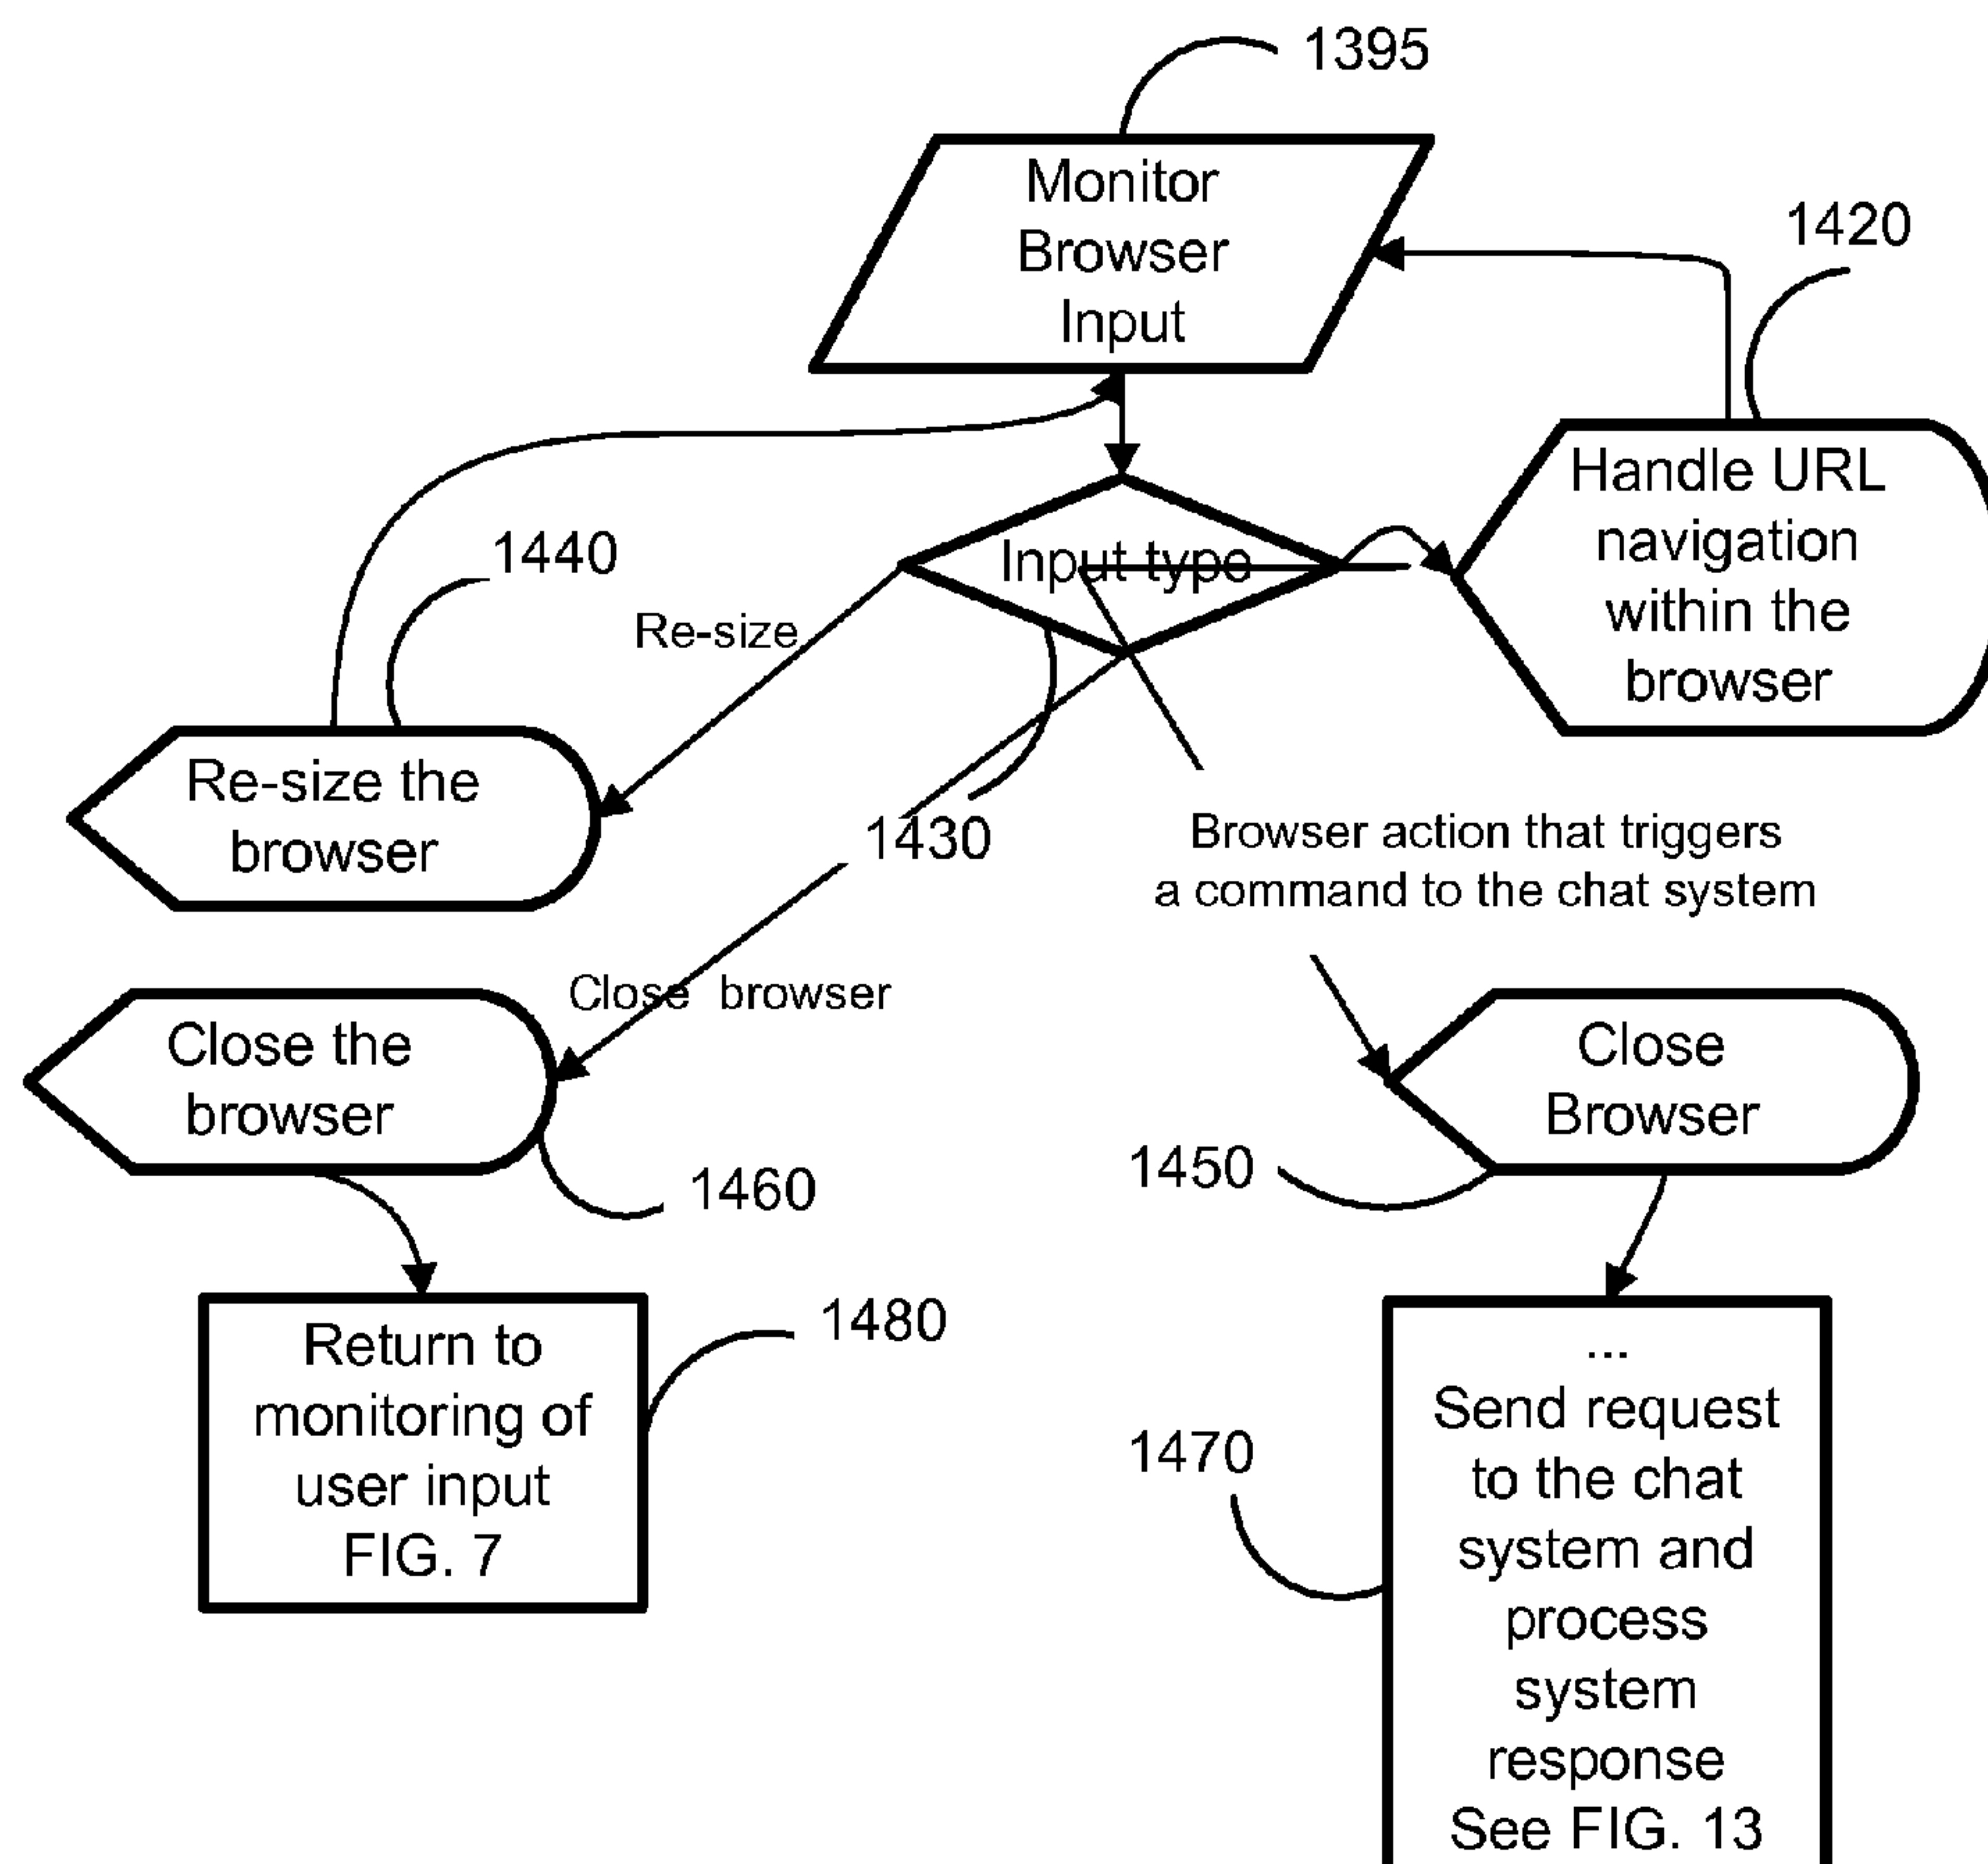 1395
Monitor
Browser
Input
1420
Handle URL
navigation
within the
browser
Input type
1440
Re-size
Re-size the
browser
1430
Browser action that triggers
a command to the chat system
Close browser
Close the
browser
Close
Browser
1460
1450
Return to
monitoring of
user input
FIG. 7
1480
...
Send request
to the chat
system and
process
system
response
See FIG. 13
1470